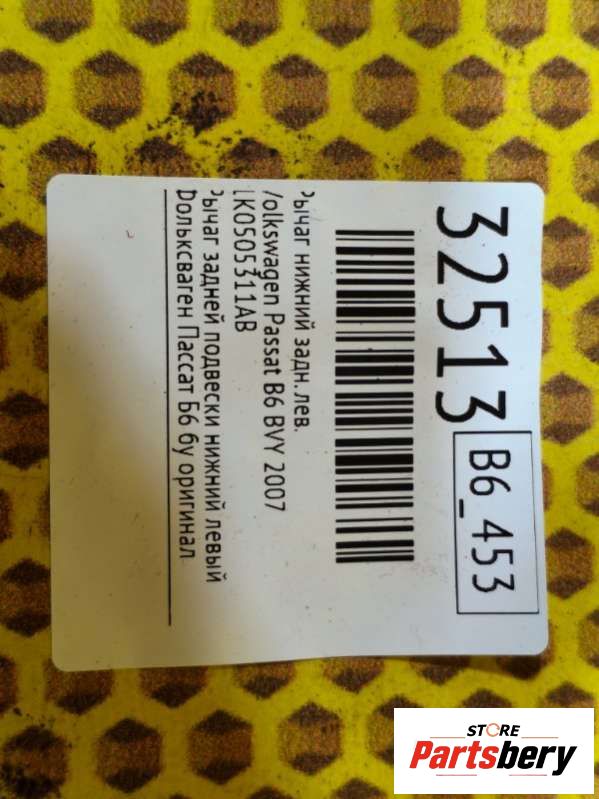 32513
B6_453
Рычаг нижний задн. лев.
Volkswagen Passat B6 BVY 2007
1K0505311AB
Рычаг задней подвески нижний левый
Фольксваген Пассат Б6 бу оригинал
STORE
Partsbery